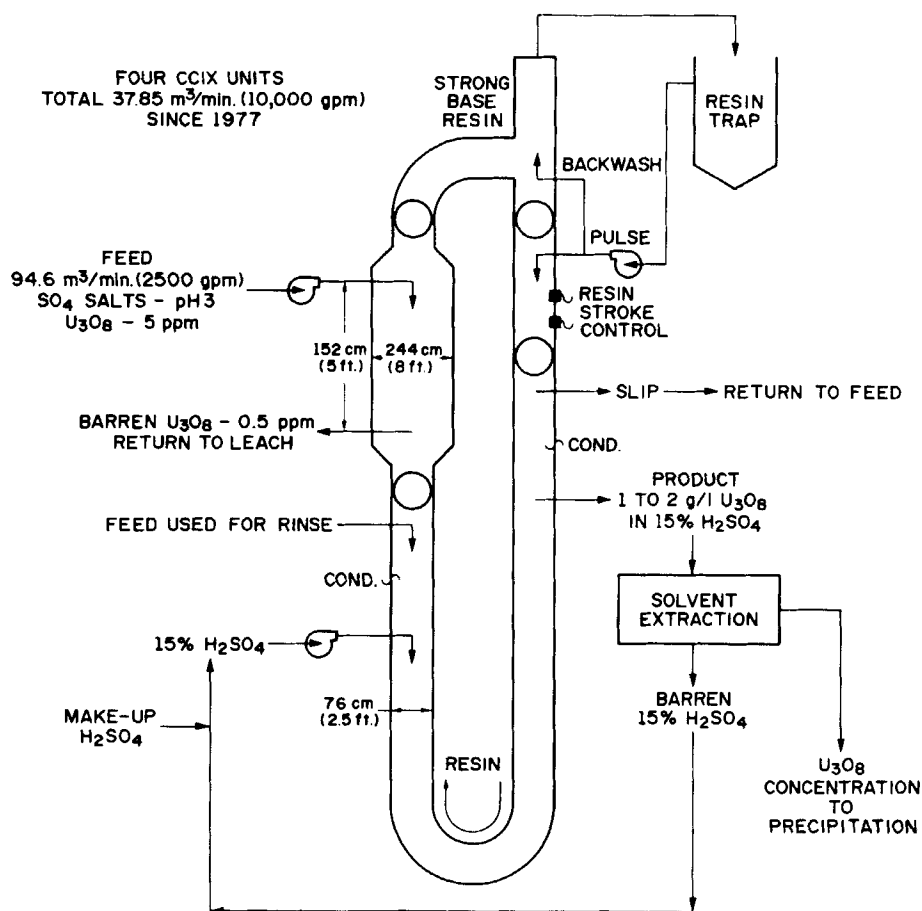 FOUR CCIX UNITS
TOTAL 37.85 m³/min. (10,000 gpm)
SINCE 1977
STRONG
BASE
RESIN
RESIN
TRAP
BACKWASH
PULSE
FEED
94.6 m³/min. (2500 gpm)
SO₄ SALTS - pH 3
U₃O₈ - 5 ppm
RESIN
STROKE
CONTROL
152 cm
(5 ft.)
244 cm
(8 ft.)
SLIP
RETURN TO FEED
BARREN U₃O₈ - 0.5 ppm
RETURN TO LEACH
COND.
PRODUCT
1 TO 2 g/l U₃O₈
IN 15% H₂SO₄
FEED USED FOR RINSE
COND.
SOLVENT
EXTRACTION
15% H₂SO₄
BARREN
15% H₂SO₄
76 cm
(2.5 ft.)
MAKE-UP
H₂SO₄
RESIN
U₃O₈
CONCENTRATION
TO
PRECIPITATION